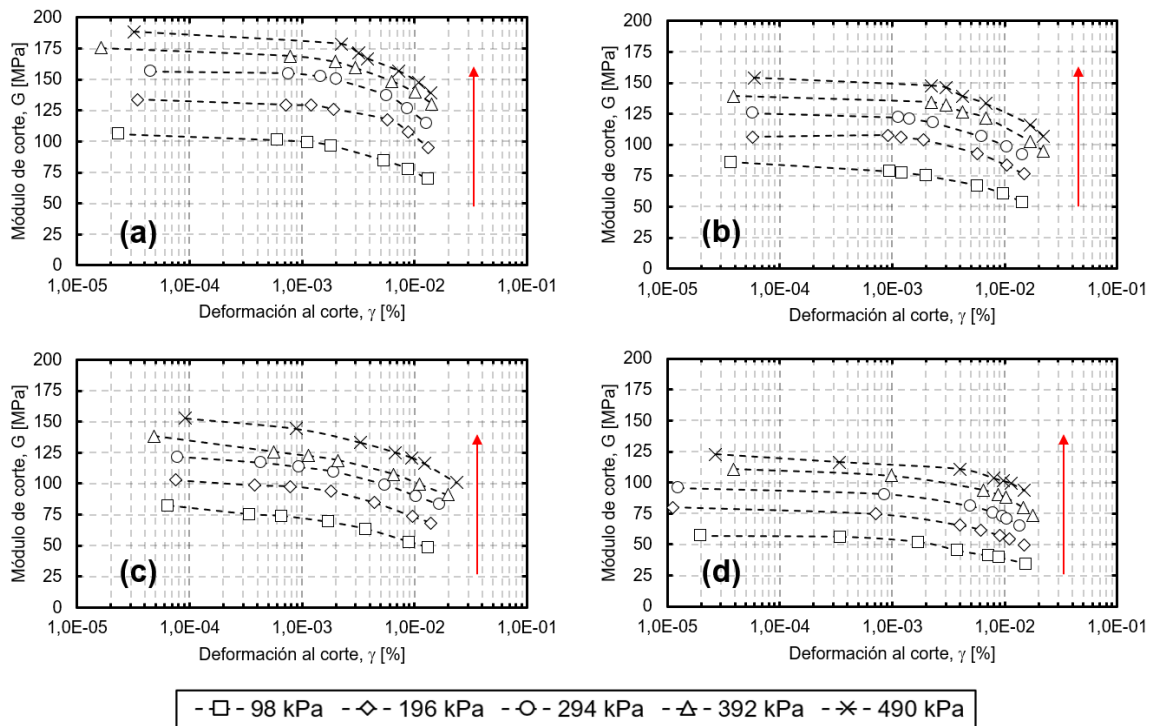 Módulo de corte, G [MPa]
200
175
150
125
100
75
50
25
0
(a)
1,0E-05 1,0E-04 1,0E-03 1,0E-02 1,0E-01
Deformación al corte, γ [%]
Módulo de corte, G [MPa]
200
175
150
125
100
75
50
25
0
(b)
1,0E-05 1,0E-04 1,0E-03 1,0E-02 1,0E-01
Deformación al corte, γ [%]
Módulo de corte, G [MPa]
200
175
150
125
100
75
50
25
0
(c)
1,0E-05 1,0E-04 1,0E-03 1,0E-02 1,0E-01
Deformación al corte, γ [%]
Módulo de corte, G [MPa]
200
175
150
125
100
75
50
25
0
(d)
1,0E-05 1,0E-04 1,0E-03 1,0E-02 1,0E-01
Deformación al corte, γ [%]
98 kPa 196 kPa 294 kPa 392 kPa 490 kPa